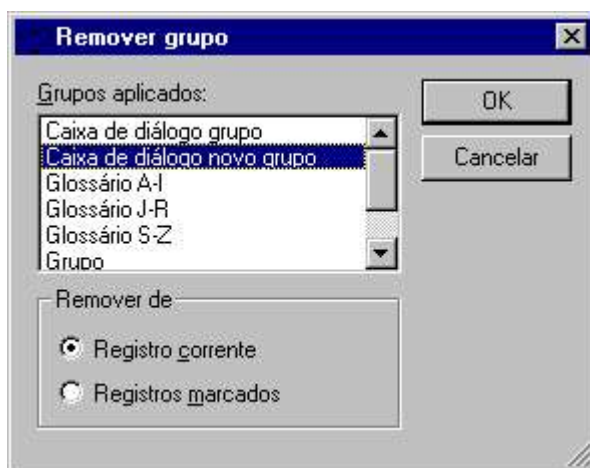 Remover grupo
Grupos aplicados:
OK
Caixa de diálogo grupo
Caixa de diálogo novo grupo
Cancelar
Glossário A-I
Glossário J-R
Glossário S-Z
Grupo
Remover de
Registro corrente
Registros marcados